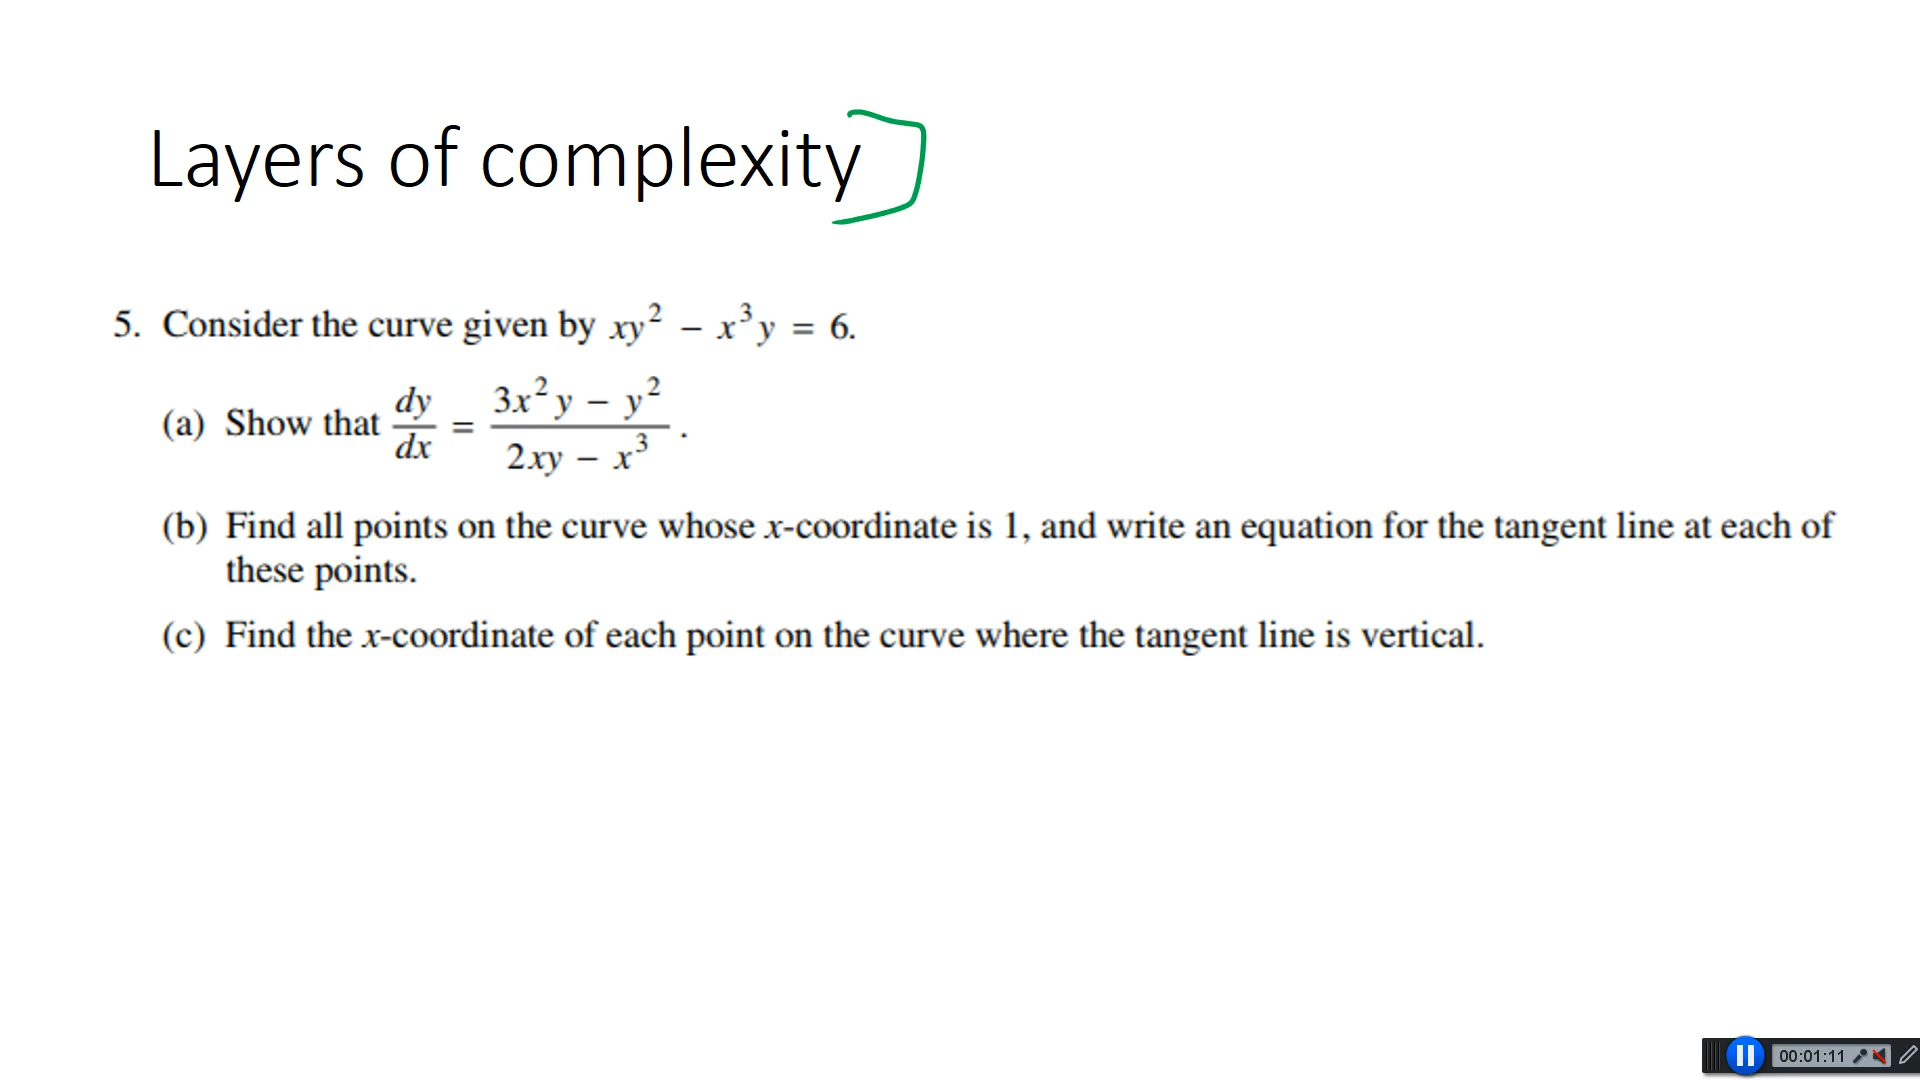 Layers of complexity
5. Consider the curve given by xy² − x³y = 6.
(a) Show that dy/dx = (3x²y − y²)/(2xy − x³).
(b) Find all points on the curve whose x-coordinate is 1, and write an equation for the tangent line at each of
these points.
(c) Find the x-coordinate of each point on the curve where the tangent line is vertical.
00:01:11